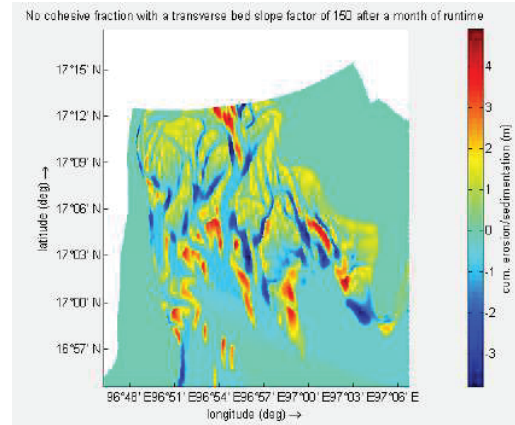 No cohesive fraction with a transverse bed slope factor of 150 after a month of runtime
17°15' N
17°12' N
17°09' N
17°06' N
17°03' N
17°00' N
16°57' N
latitude (deg) →
96°48' E96°51' E96°54' E96°57' E97°00' E97°03' E97°06' E
longitude (deg) →
4
3
2
1
0
-1
-2
-3
cum. erosion/sedimentation (m)